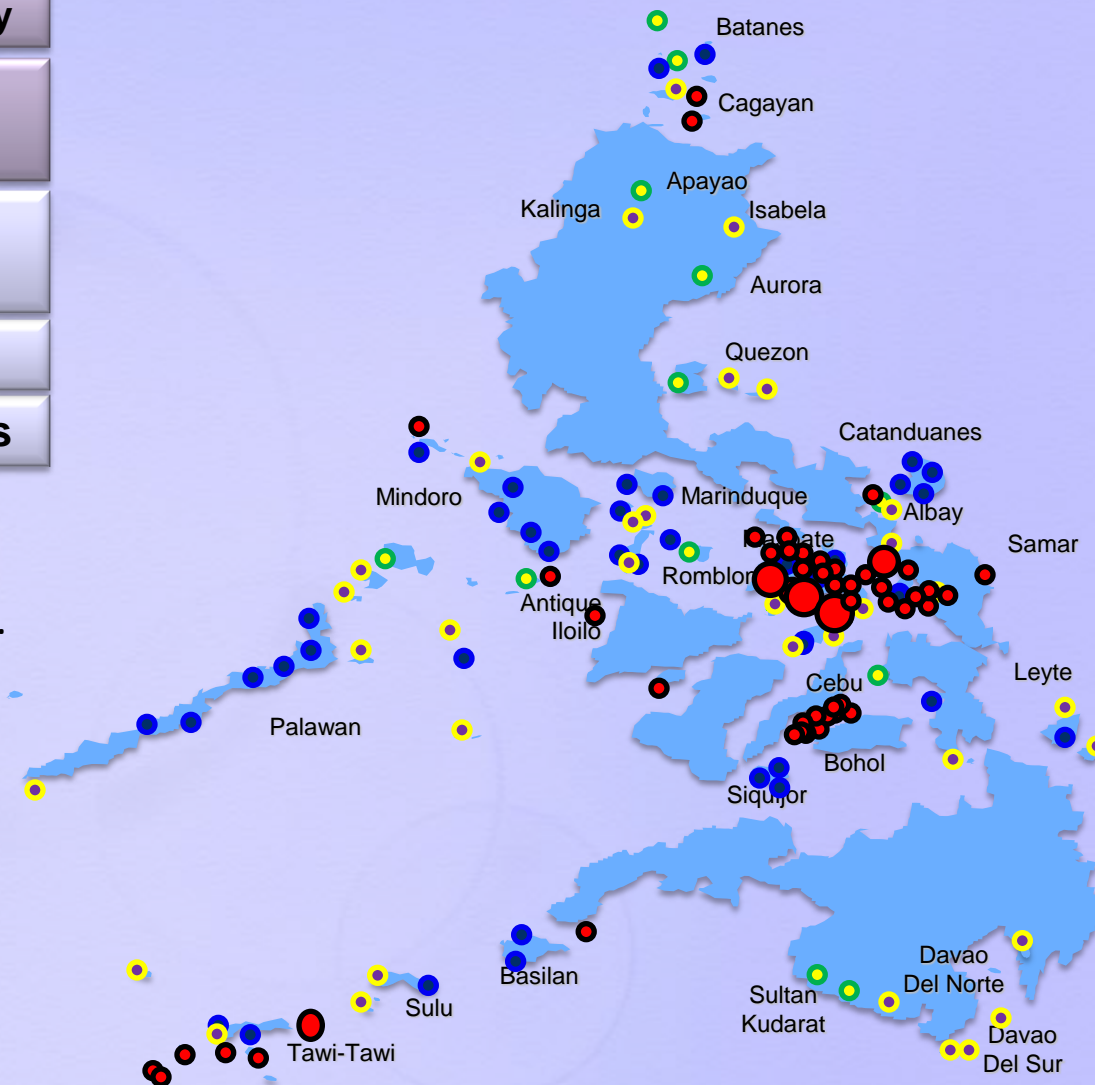 y
Batanes
Cagayan
Apayao
Kalinga
Isabela
Aurora
Quezon
Catanduanes
s
Mindoro
Marinduque
Albay
Samar
Romblon
Antique
Iloilo
.
Leyte
Cebu
Palawan
Bohol
Siquijor
Davao
Del Norte
Basilan
Sultan
Kudarat
Sulu
Davao
Del Sur
Tawi-Tawi